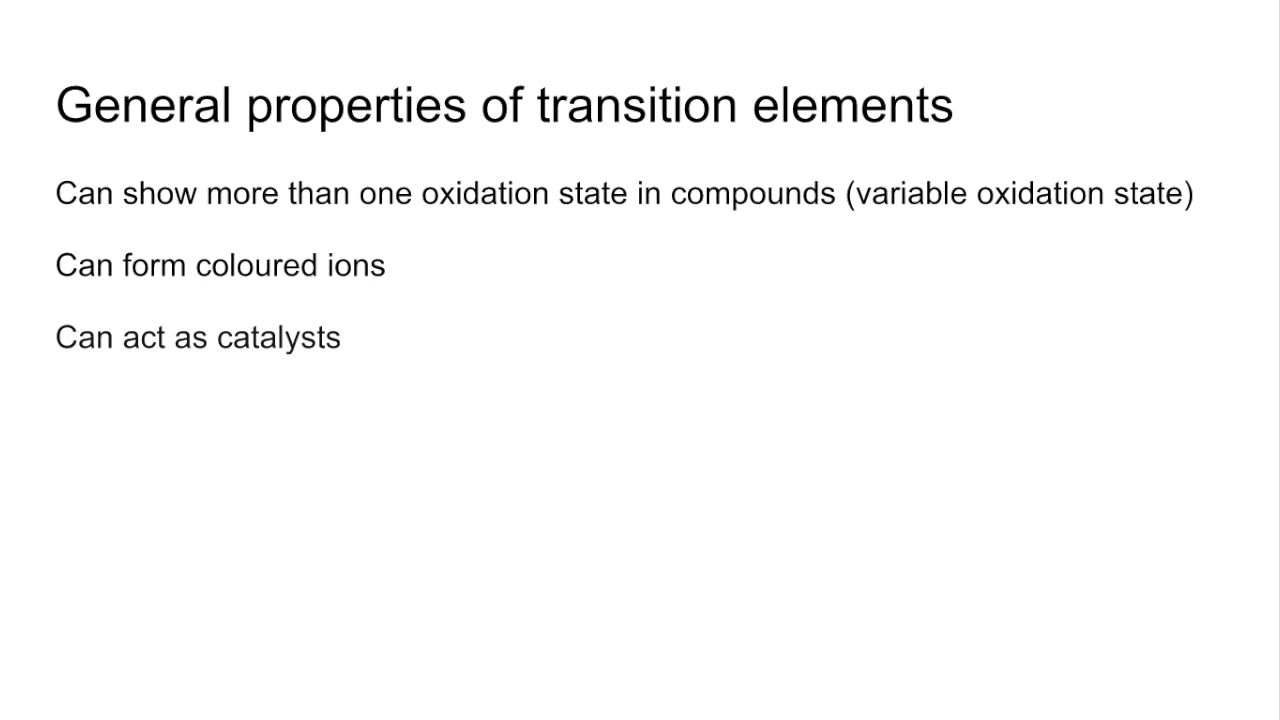 General properties of transition elements
Can show more than one oxidation state in compounds (variable oxidation state)
Can form coloured ions
Can act as catalysts